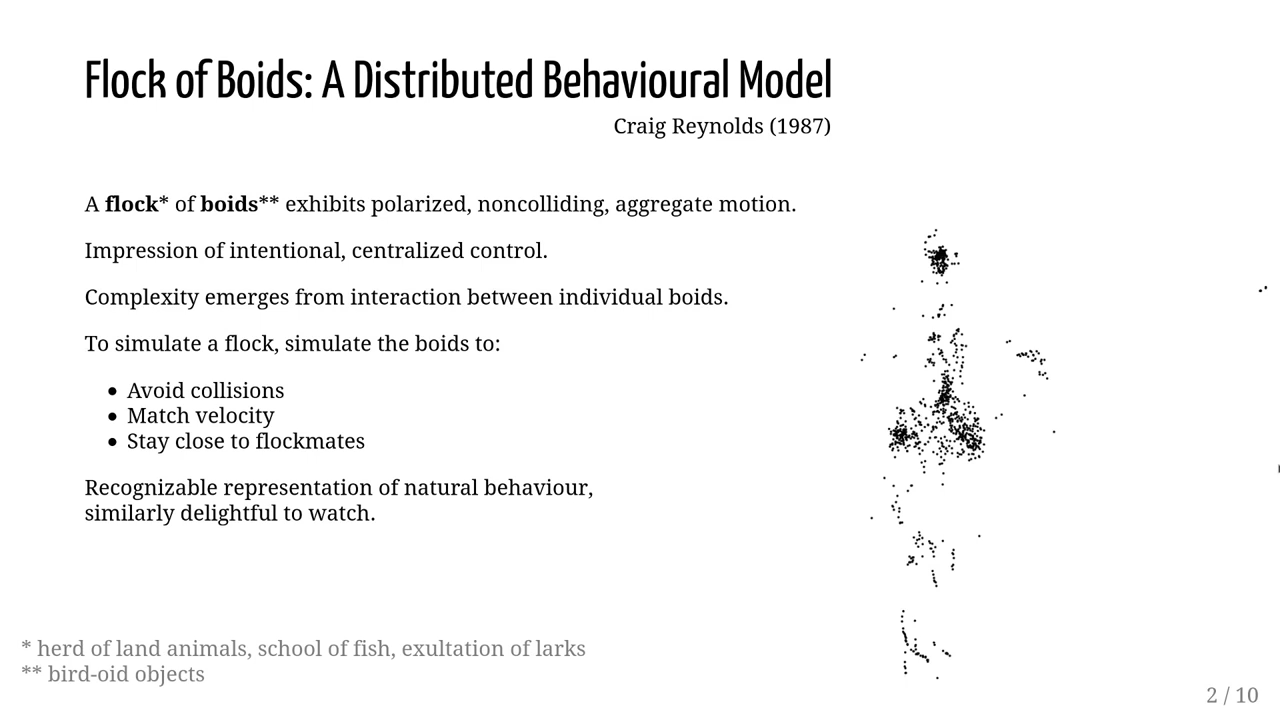 Flock of Boids: A Distributed Behavioural Model
Craig Reynolds (1987)
A flock* of boids** exhibits polarized, noncolliding, aggregate motion.
Impression of intentional, centralized control.
Complexity emerges from interaction between individual boids.
To simulate a flock, simulate the boids to:
• Avoid collisions
• Match velocity
• Stay close to flockmates
Recognizable representation of natural behaviour,
similarly delightful to watch.
* herd of land animals, school of fish, exultation of larks
** bird-oid objects
2 / 10